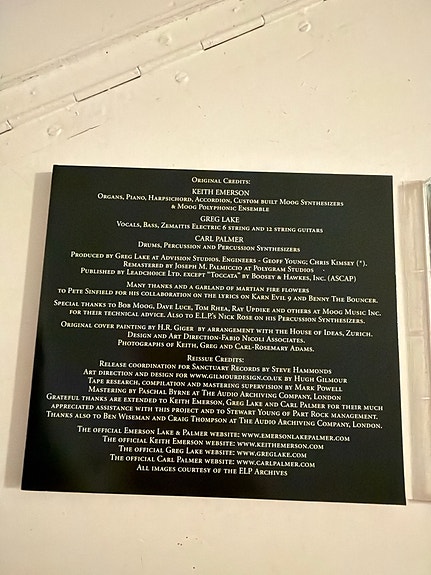 Original Credits:
Keith Emerson
Organs, Piano, Harpsichord, Accordion, Custom built Moog Synthesizers
& Moog Polyphonic Ensemble
Greg Lake
Vocals, Bass, Zemaitis Electric 6 string and 12 string guitars
Carl Palmer
Drums, Percussion and Percussion Synthesizers
Produced by Greg Lake at Advision Studios, Engineers - Geoff Young; Chris Kimsey (*).
Remastered by Joseph M. Palmiccio at Polygram Studios
Published by Leadchoice Ltd. except "Toccata" by Boosey & Hawkes, Inc. (ASCAP)
Many thanks and a garland of martian fire flowers
to Pete Sinfield for his collaboration on the lyrics on Karn Evil 9 and Benny The Bouncer.
Special thanks to Bob Moog, Dave Luce, Tom Rhea, Ray Updike and others at Moog Music Inc.
for their technical advice. Also to E.L.P.'s Nick Rose on his Percussion Synthesizers.
Original cover painting by H.R. Giger by arrangement with the House of Ideas, Zurich.
Design and Art Direction-Fabio Nicoli Associates.
Photographs of Keith, Greg and Carl-Rosemary Adams.
Reissue Credits:
Release coordination for Sanctuary Records by Steve Hammonds
Art direction and design for www.gilmourdesign.co.uk by Hugh Gilmour
Tape research, compilation and mastering supervision by Mark Powell
Mastering by Paschal Byrne at The Audio Archiving Company, London
Grateful thanks are extended to Keith Emerson, Greg Lake and Carl Palmer for their much
appreciated assistance with this project and to Stewart Young of Part Rock Management.
Thanks also to Ben Wiseman and Craig Thompson at The Audio Archiving Company, London.
The official Emerson Lake & Palmer website: www.emersonlakepalmer.com
The official Keith Emerson website: www.keithemerson.com
The official Greg Lake website: www.greglake.com
The official Carl Palmer website: www.carlpalmer.com
All images courtesy of the ELP Archives